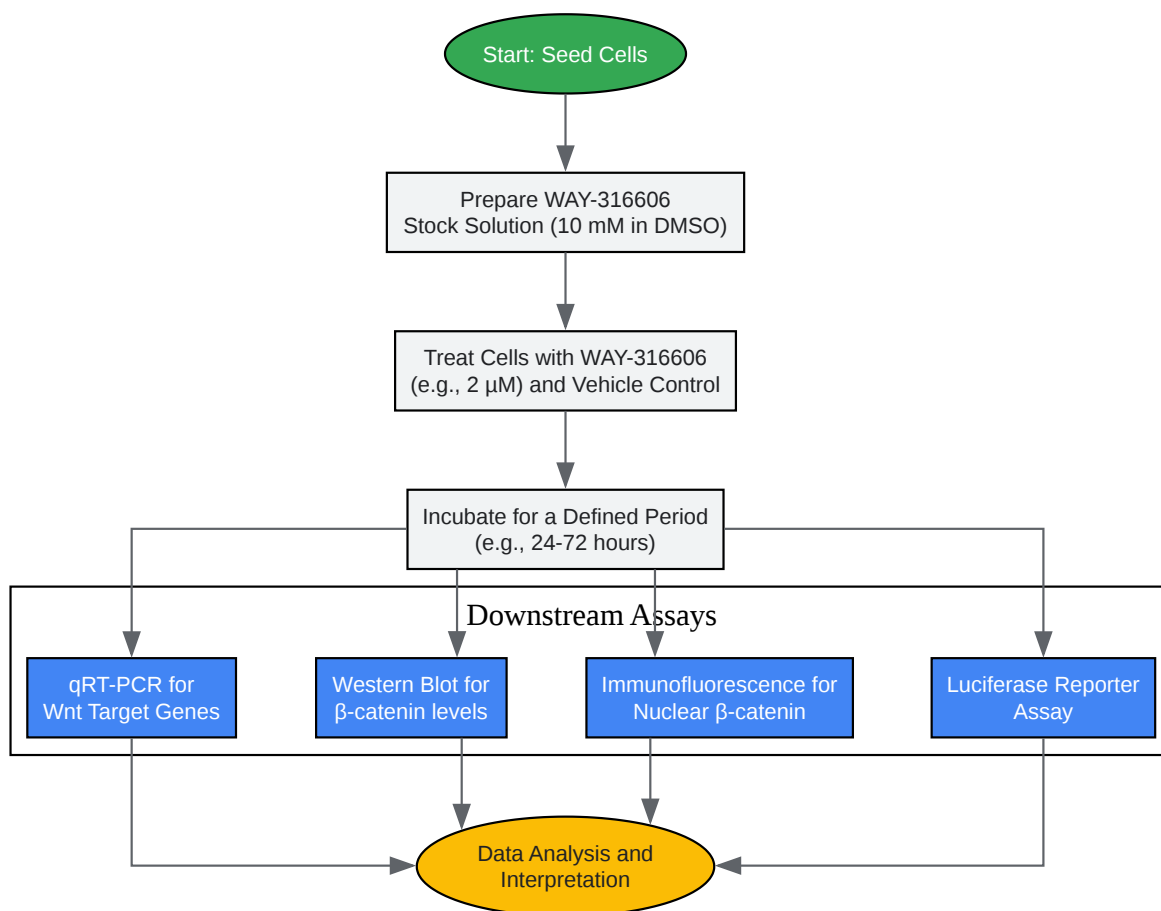 Start: Seed Cells
Prepare WAY-316606
Stock Solution (10 mM in DMSO)
Treat Cells with WAY-316606
(e.g., 2 µM) and Vehicle Control
Incubate for a Defined Period
(e.g., 24-72 hours)
Downstream Assays
qRT-PCR for
Wnt Target Genes
Western Blot for
β-catenin levels
Immunofluorescence for
Nuclear β-catenin
Luciferase Reporter
Assay
Data Analysis and
Interpretation